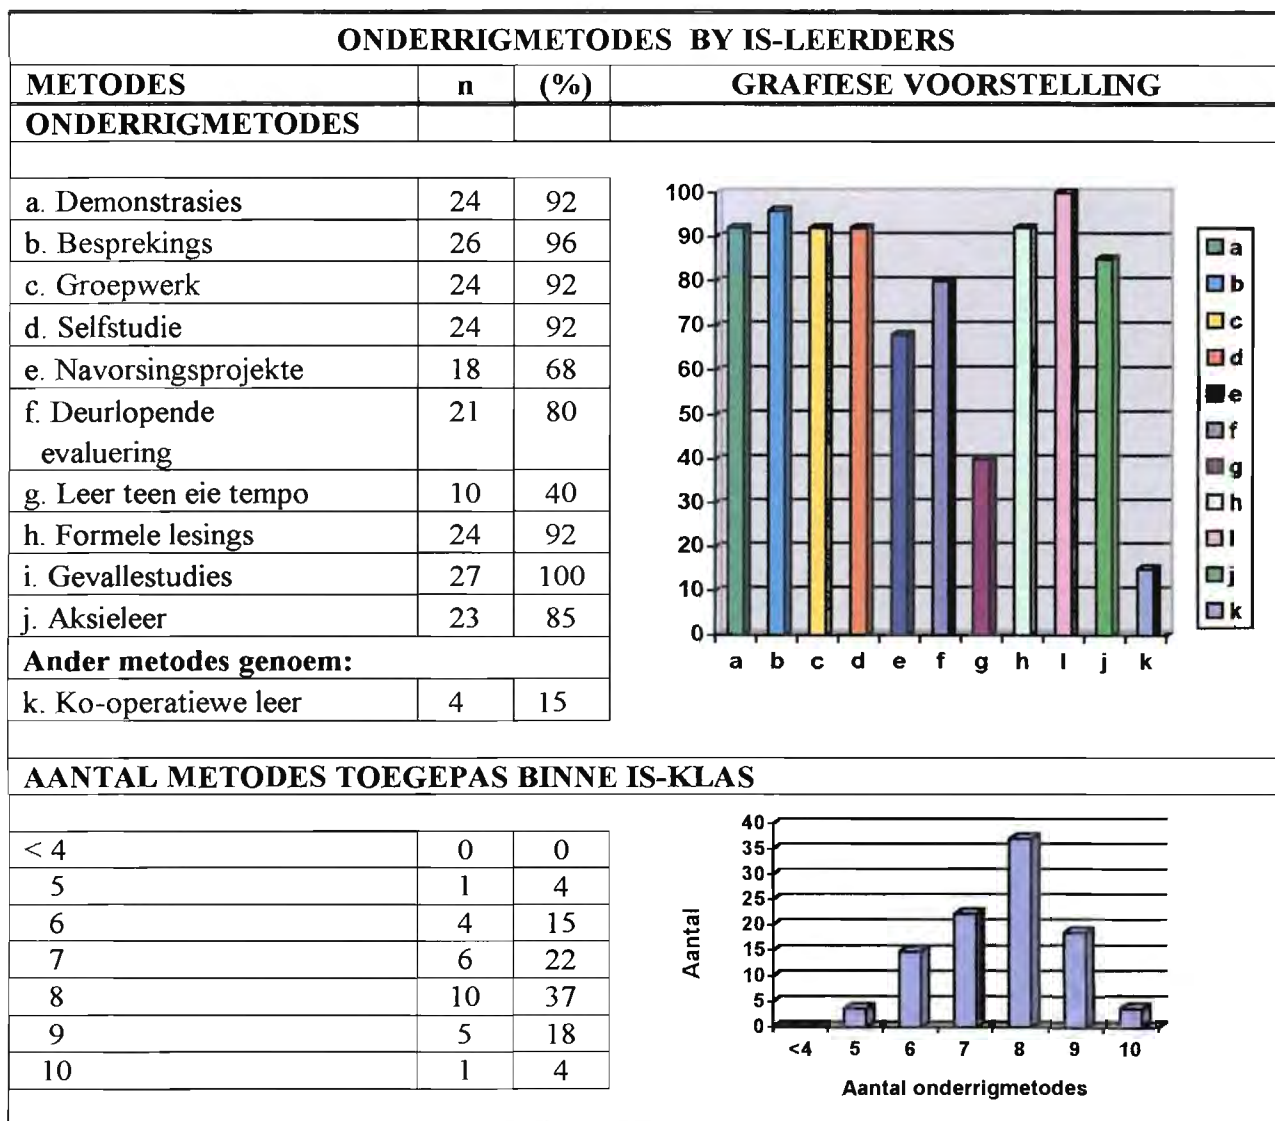 ONDERRIGMETODES BY IS-LEERDERS
METODES n (%) GRAFIESE VOORSTELLING
ONDERRIGMETODES
a. Demonstrasies 24 92
b. Besprekings 26 96
c. Groepwerk 24 92
d. Selfstudie 24 92
e. Navorsingsprojekte 18 68
f. Deurlopende 21 80
evaluering
g. Leer teen eie tempo 10 40
h. Formele lesings 24 92
i. Gevallestudies 27 100
j. Aksieleer 23 85
Ander metodes genoem:
k. Ko-operatiewe leer 4 15
100
90
80
70
60
50
40
30
20
10
0
a b c d e f g h I j k
a
b
c
d
e
f
g
h
I
j
k
AANTAL METODES TOEGEPAS BINNE IS-KLAS
< 4 0 0
5 1 4
6 4 15
7 6 22
8 10 37
9 5 18
10 1 4
Aantal
40
35
30
25
20
15
10
5
0
<4 5 6 7 8 9 10
Aantal onderrigmetodes